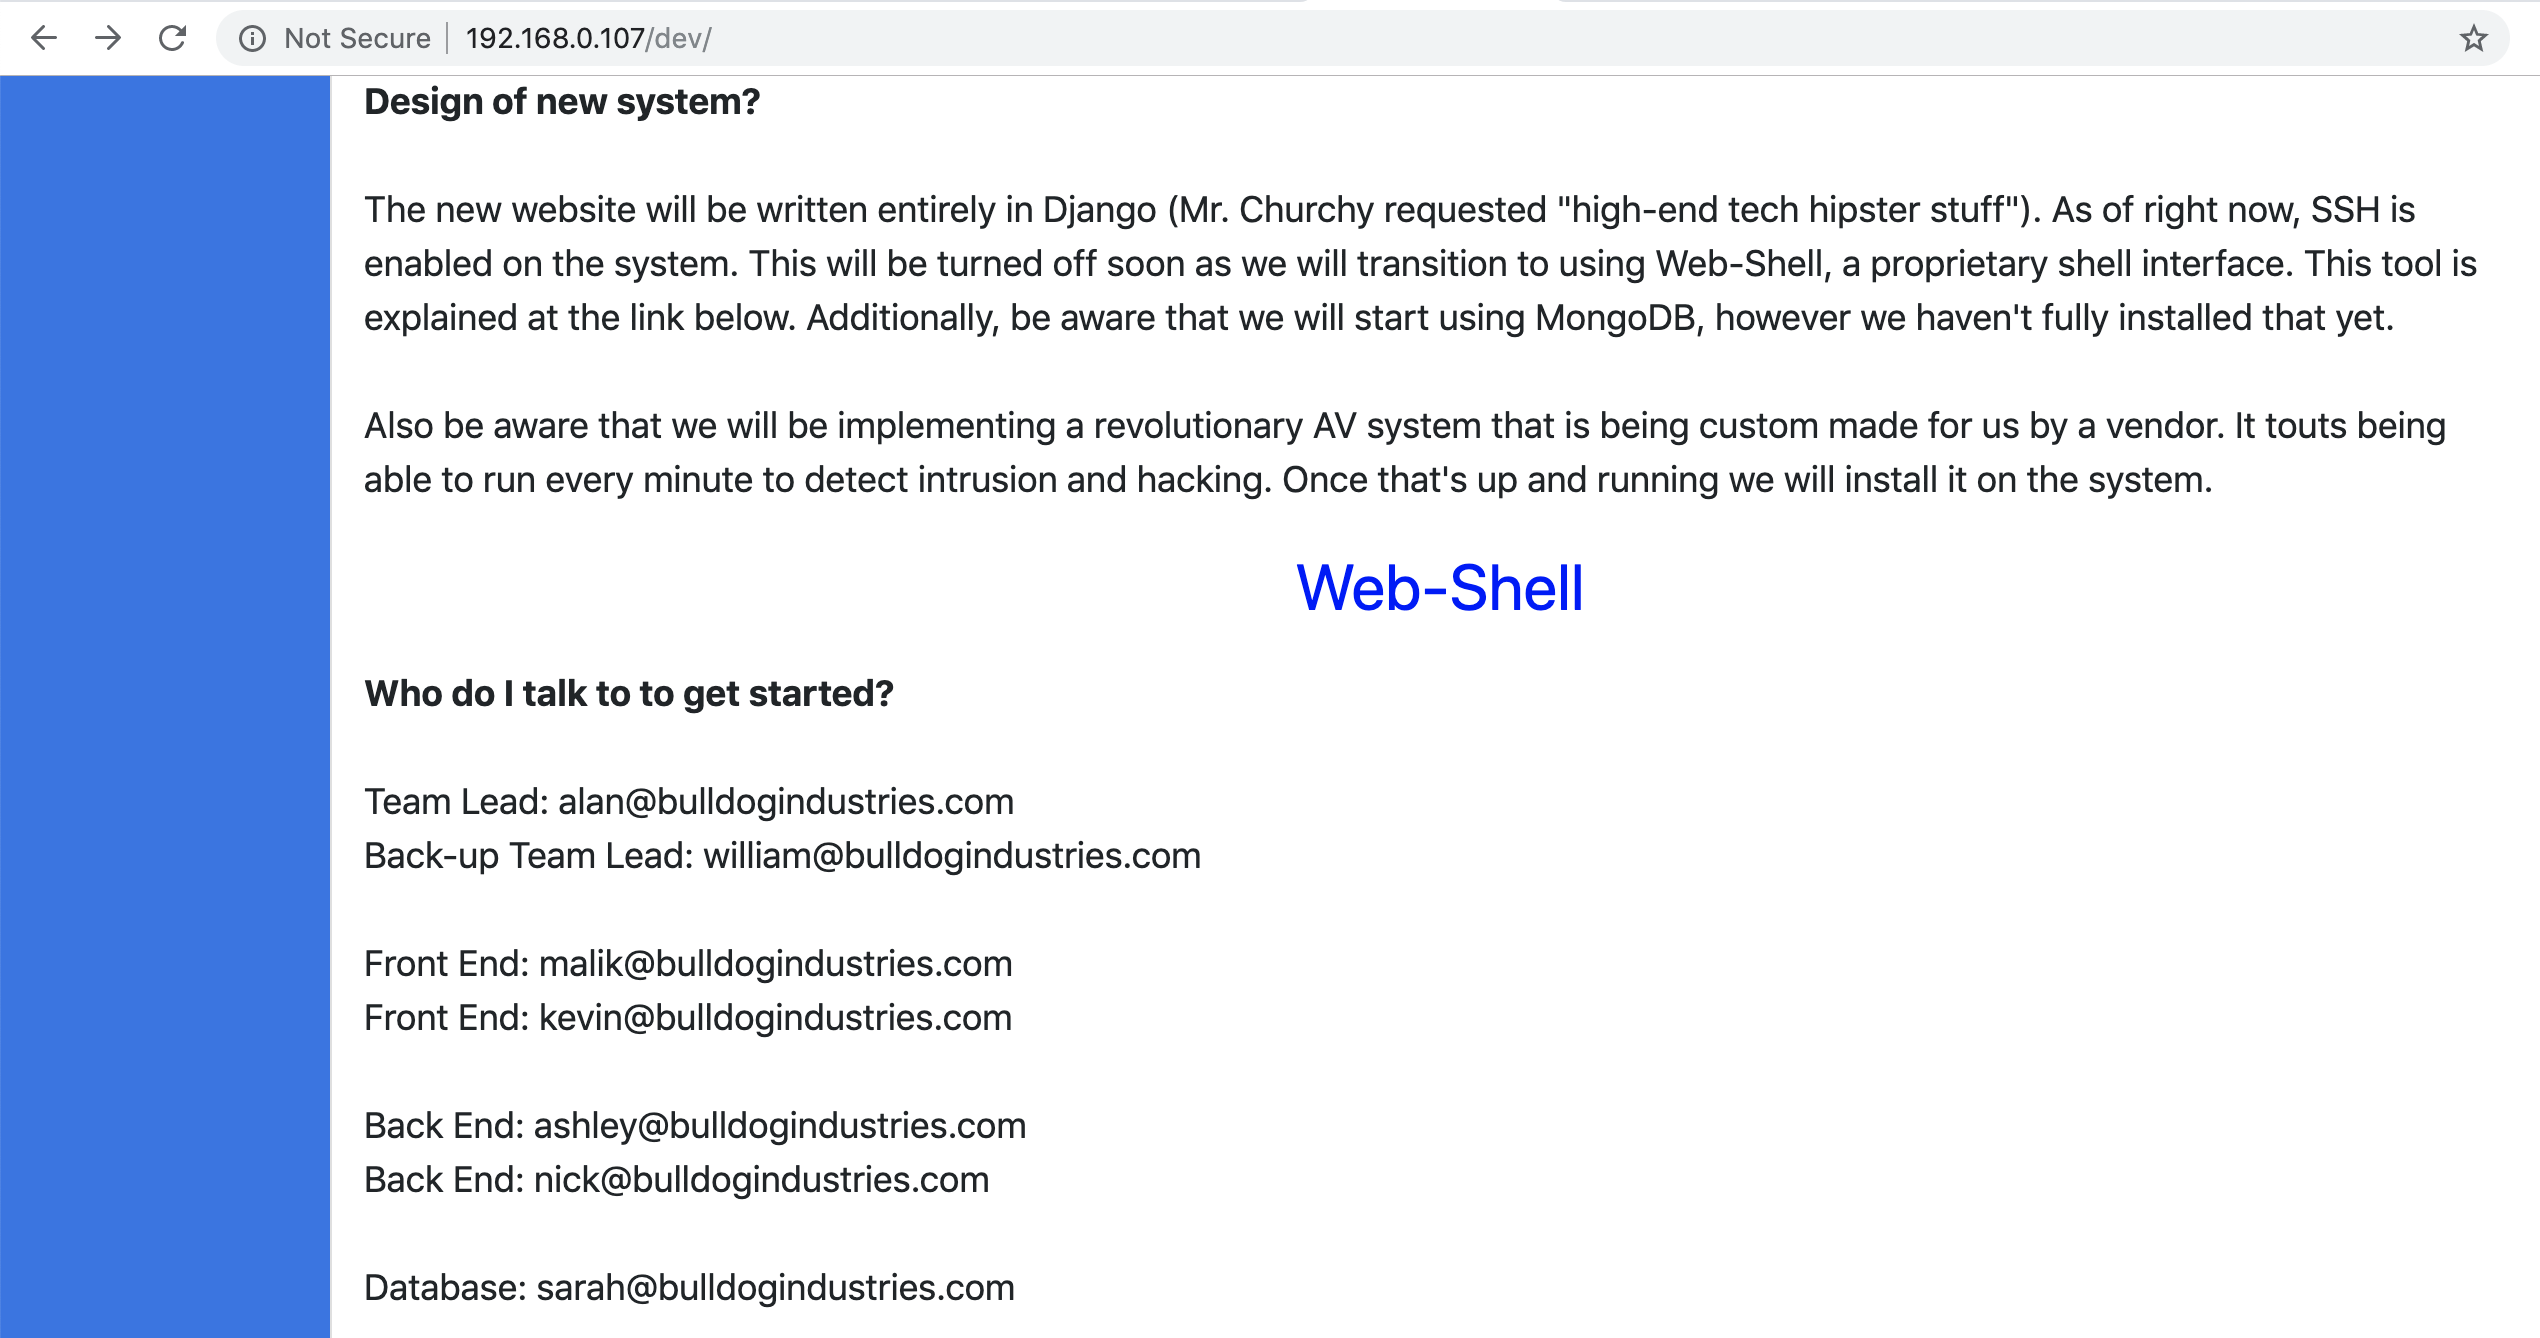 Not Secure 192.168.0.107/dev/
Design of new system?
The new website will be written entirely in Django (Mr. Churchy requested "high-end tech hipster stuff"). As of right now, SSH is
enabled on the system. This will be turned off soon as we will transition to using Web-Shell, a proprietary shell interface. This tool is
explained at the link below. Additionally, be aware that we will start using MongoDB, however we haven't fully installed that yet.
Also be aware that we will be implementing a revolutionary AV system that is being custom made for us by a vendor. It touts being
able to run every minute to detect intrusion and hacking. Once that's up and running we will install it on the system.
Web-Shell
Who do I talk to to get started?
Team Lead: alan@bulldogindustries.com
Back-up Team Lead: william@bulldogindustries.com
Front End: malik@bulldogindustries.com
Front End: kevin@bulldogindustries.com
Back End: ashley@bulldogindustries.com
Back End: nick@bulldogindustries.com
Database: sarah@bulldogindustries.com